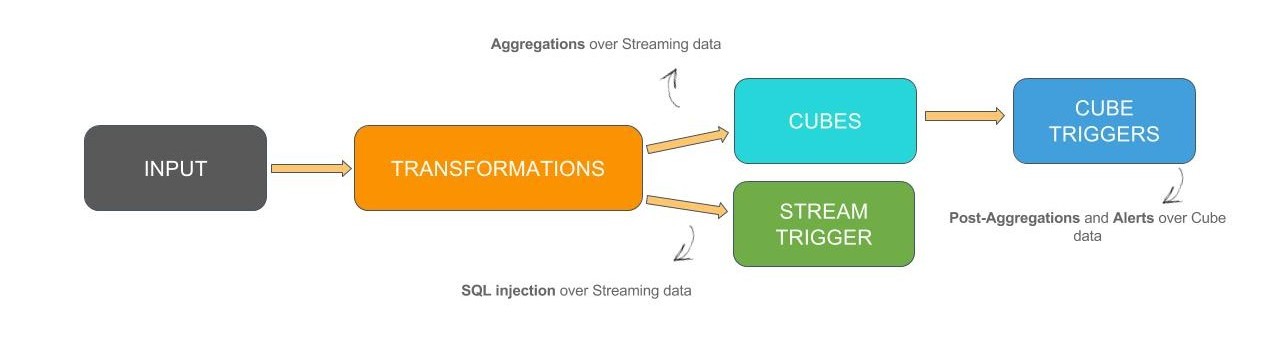 Aggregations over Streaming data
INPUT
TRANSFORMATIONS
CUBES
CUBE
TRIGGERS
STREAM
TRIGGER
Post-Aggregations and Alerts over Cube
data
SQL injection over Streaming data